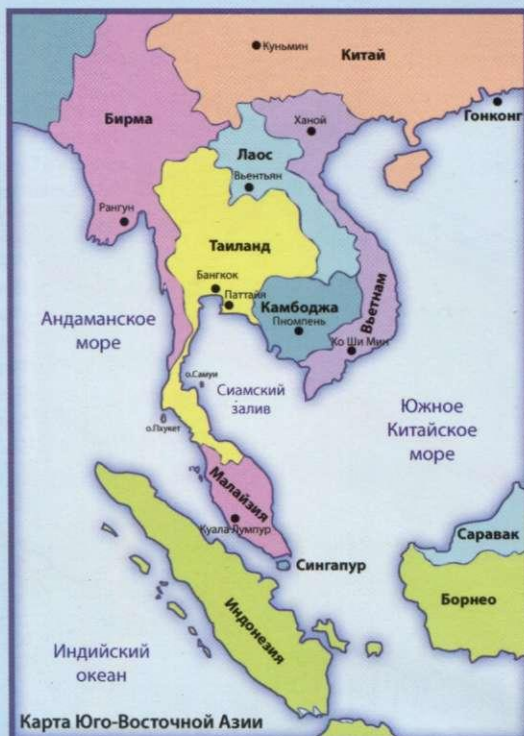 Куньмин
Китай
Гонконг
Бирма
Ханой
Лаос
Вьентьян
Рангун
Таиланд
Бангкок
Паттайя
Камбоджа
Пномпень
Вьетнам
Ко Ши Мин
Андаманское
море
о.Самуи
Сиамский
залив
о.Пхукет
Южное
Китайское
море
Малайзия
Куала Лумпур
Саравак
Сингапур
Борнео
Индонезия
Индийский
океан
Карта Юго-Восточной Азии